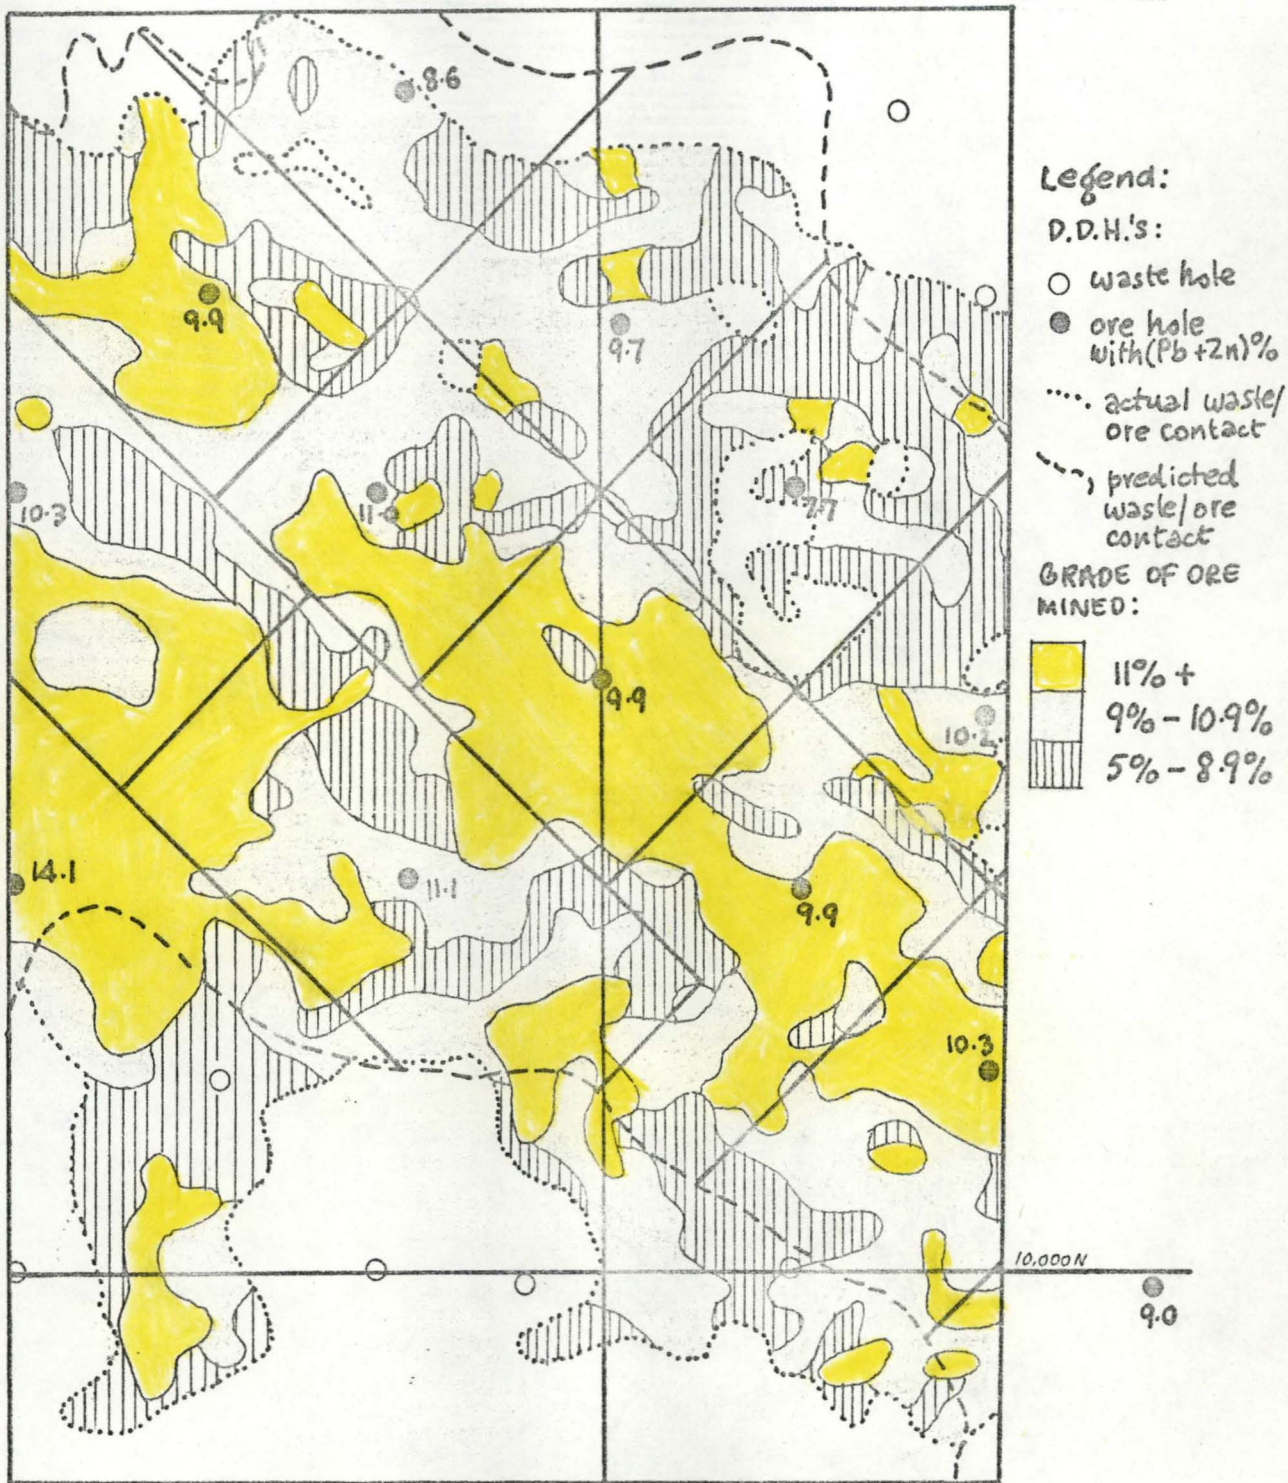 8.6
9.9
9.7
10.3
7.7
9.9
10.2
14.1
11.1
9.9
10.3
10,000N
9.0
Legend:
D.D.H.'s:
waste hole
ore hole
with (Pb+Zn)%
actual waste/
ore contact
predicted
waste/ore
contact
GRADE OF ORE
MINED:
11% +
9% - 10.9%
5% - 8.9%